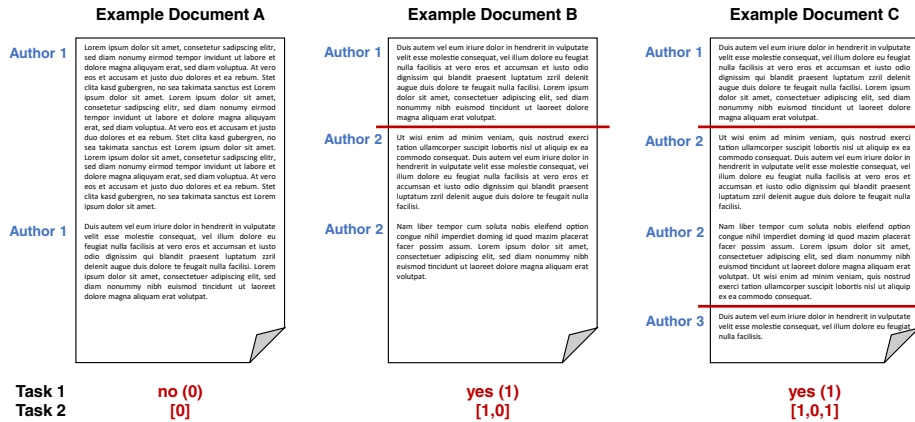 Example Document A
Author 1
Lorem ipsum dolor sit amet, consetetur sadipscing elitr,
sed diam nonumy eirmod tempor invidunt ut labore et
dolore magna aliquyam erat, sed diam voluptua. At vero
eos et accusam et justo duo dolores et ea rebum. Stet
clita kasd gubergren, no sea takimata sanctus est Lorem
ipsum dolor sit amet. Lorem ipsum dolor sit amet,
consetetur sadipscing elitr, sed diam nonumy eirmod
tempor invidunt ut labore et dolore magna aliquyam
erat, sed diam voluptua. At vero eos et accusam et justo
duo dolores et ea rebum. Stet clita kasd gubergren, no
sea takimata sanctus est Lorem ipsum dolor sit amet.
Lorem ipsum dolor sit amet, consetetur sadipscing elitr,
sed diam nonumy eirmod tempor invidunt ut labore et
dolore magna aliquyam erat, sed diam voluptua. At vero
eos et accusam et justo duo dolores et ea rebum. Stet
clita kasd gubergren, no sea takimata sanctus est Lorem
ipsum dolor sit amet.
Author 1
Duis autem vel eum iriure dolor in hendrerit in vulputate
velit esse molestie consequat, vel illum dolore eu
feugiat nulla facilisis at vero eros et accumsan et iusto
odio dignissim qui blandit praesent luptatum zzril
delenit augue duis dolore te feugait nulla facilisi. Lorem
ipsum dolor sit amet, consectetuer adipiscing elit, sed
diam nonummy nibh euismod tincidunt ut laoreet
dolore magna aliquam erat volutpat.
Example Document B
Author 1
Duis autem vel eum iriure dolor in hendrerit in vulputate
velit esse molestie consequat, vel illum dolore eu feugiat
nulla facilisis at vero eros et accumsan et iusto odio
dignissim qui blandit praesent luptatum zzril delenit
augue duis dolore te feugait nulla facilisi. Lorem ipsum
dolor sit amet, consectetuer adipiscing elit, sed diam
nonummy nibh euismod tincidunt ut laoreet dolore
magna aliquam erat volutpat.
Author 2
Ut wisi enim ad minim veniam, quis nostrud exerci
tation ullamcorper suscipit lobortis nisl ut aliquip ex ea
commodo consequat. Duis autem vel eum iriure dolor in
hendrerit in vulputate velit esse molestie consequat, vel
illum dolore eu feugiat nulla facilisis at vero eros et
accumsan et iusto odio dignissim qui blandit praesent
luptatum zzril delenit augue duis dolore te feugait nulla
facilisi.
Author 2
Nam liber tempor cum soluta nobis eleifend option
congue nihil imperdiet doming id quod mazim placerat
facer possim assum. Lorem ipsum dolor sit amet,
consectetuer adipiscing elit, sed diam nonummy nibh
euismod tincidunt ut laoreet dolore magna aliquam erat
volutpat.
Example Document C
Author 1
Duis autem vel eum iriure dolor in hendrerit in vulputate
velit esse molestie consequat, vel illum dolore eu feugiat
nulla facilisis at vero eros et accumsan et iusto odio
dignissim qui blandit praesent luptatum zzril delenit
augue duis dolore te feugait nulla facilisi. Lorem ipsum
dolor sit amet, consectetuer adipiscing elit, sed diam
nonummy nibh euismod tincidunt ut laoreet dolore
magna aliquam erat volutpat.
Author 2
Ut wisi enim ad minim veniam, quis nostrud exerci
tation ullamcorper suscipit lobortis nisl ut aliquip ex ea
commodo consequat. Duis autem vel eum iriure dolor in
hendrerit in vulputate velit esse molestie consequat, vel
illum dolore eu feugiat nulla facilisis at vero eros et
accumsan et iusto odio dignissim qui blandit praesent
luptatum zzril delenit augue duis dolore te feugait nulla
facilisi.
Author 2
Nam liber tempor cum soluta nobis eleifend option
congue nihil imperdiet doming id quod mazim placerat
facer possim assum. Lorem ipsum dolor sit amet,
consectetuer adipiscing elit, sed diam nonummy nibh
euismod tincidunt ut laoreet dolore magna aliquam erat
volutpat. Ut wisi enim ad minim veniam, quis nostrud
exerci tation ullamcorper suscipit lobortis nisl ut aliquip
ex ea commodo consequat.
Author 3
Duis autem vel eum iriure dolor in hendrerit in vulputate
velit esse molestie consequat, vel illum dolore eu feugiat
nulla facilisis.
Task 1 no (0) yes (1) yes (1)
Task 2 [0] [1,0] [1,0,1]